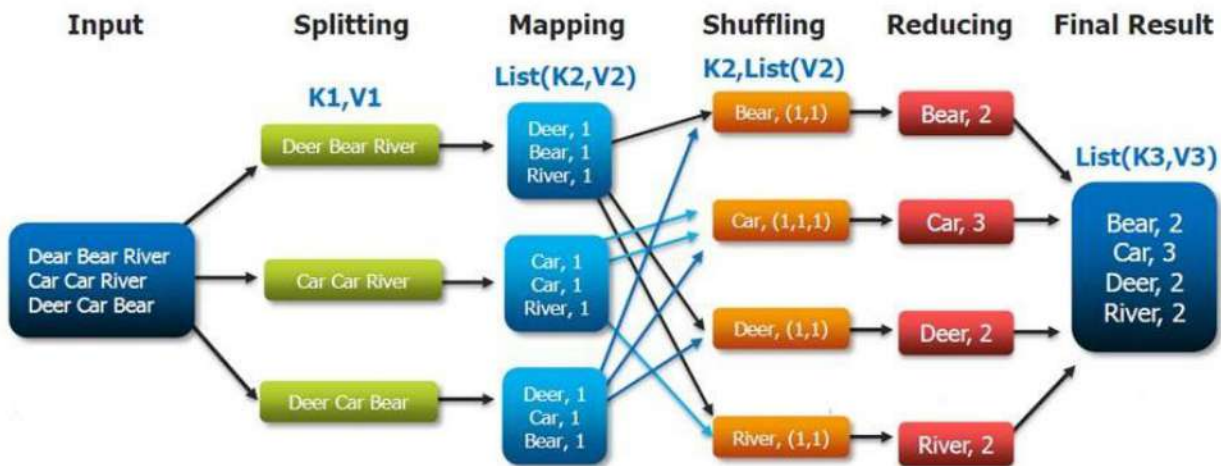 Input
Splitting
Mapping
Shuffling
Reducing
Final Result
K1,V1
List(K2,V2)
K2,List(V2)
List(K3,V3)
Dear Bear River
Car Car River
Deer Car Bear
Deer Bear River
Car Car River
Deer Car Bear
Deer, 1
Bear, 1
River, 1
Car, 1
Car, 1
River, 1
Deer, 1
Car, 1
Bear, 1
Bear, (1,1)
Car, (1,1,1)
Deer, (1,1)
River, (1,1)
Bear, 2
Car, 3
Deer, 2
River, 2
Bear, 2
Car, 3
Deer, 2
River, 2